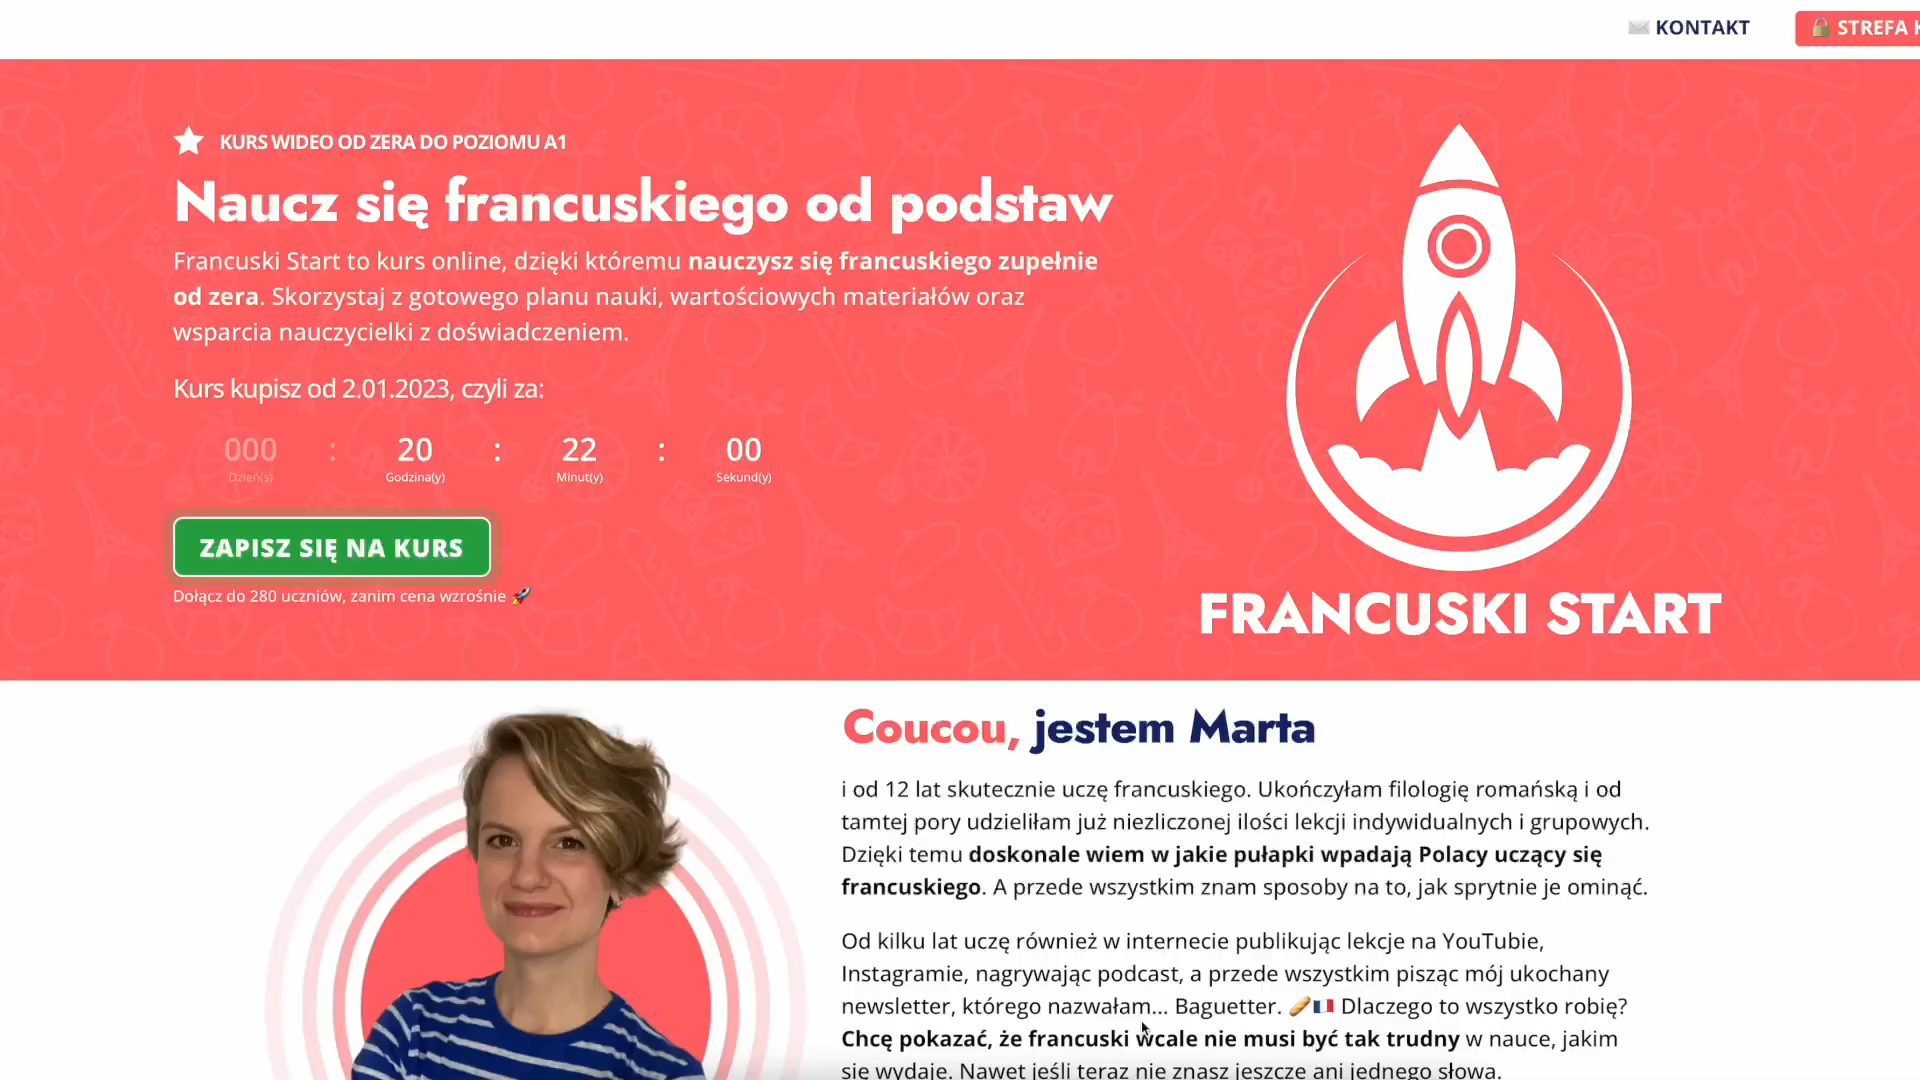 KONTAKT
STREFA K
KURS WIDEO OD ZERA DO POZIOMU A1
Naucz się francuskiego od podstaw
Francuski Start to kurs online, dzięki któremu nauczysz się francuskiego zupełnie
od zera. Skorzystaj z gotowego planu nauki, wartościowych materiałów oraz
wsparcia nauczycielki z doświadczeniem.
Kurs kupisz od 2.01.2023, czyli za:
000 : 20 : 22 : 00
Dzień(s) Godzina(y) Minut(y) Sekund(y)
ZAPISZ SIĘ NA KURS
Dołącz do 280 uczniów, zanim cena wzrośnie 🚀
FRANCUSKI START
Coucou, jestem Marta
i od 12 lat skutecznie uczę francuskiego. Ukończyłam filologię romańską i od
tamtej pory udzieliłam już niezliczonej ilości lekcji indywidualnych i grupowych.
Dzięki temu doskonale wiem w jakie pułapki wpadają Polacy uczący się
francuskiego. A przede wszystkim znam sposoby na to, jak sprytnie je ominąć.
Od kilku lat uczę również w internecie publikując lekcje na YouTubie,
Instagramie, nagrywając podcast, a przede wszystkim pisząc mój ukochany
newsletter, którego nazwałam... Baguetter. 🥖🇫🇷 Dlaczego to wszystko robię?
Chcę pokazać, że francuski wcale nie musi być tak trudny w nauce, jakim
się wydaje. Nawet jeśli teraz nie znasz jeszcze ani jednego słowa.